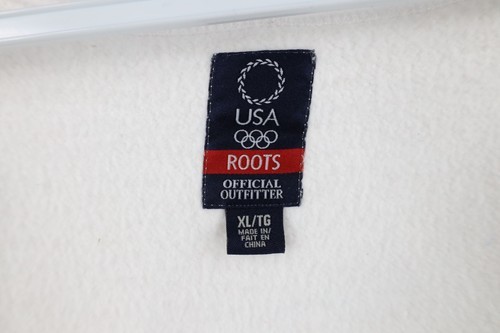 USA
ROOTS
OFFICIAL
OUTFITTER
XL/TG
MADE IN/
FAIT EN
CHINA